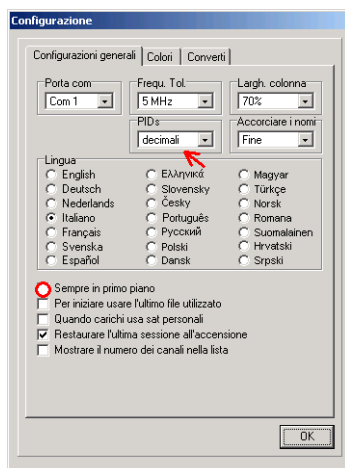 Configurazione
Configurazioni generali Colori Converti
Porta com Frequ. Tol. Largh. colonna
Com 1 5 MHz 70%
PIDs Accorciare i nomi
decimali Fine
Lingua
English Ελληνικά Magyar
Deutsch Slovensky Türkçe
Nederlands Česky Norsk
Italiano Português Romana
Français Русский Suomalainen
Svenska Polski Hrvatski
Español Dansk Srpski
Sempre in primo piano
Per iniziare usare l'ultimo file utilizzato
Quando carichi usa sat personali
Restaurare l'ultima sessione all'accensione
Mostrare il numero dei canali nella lista
OK